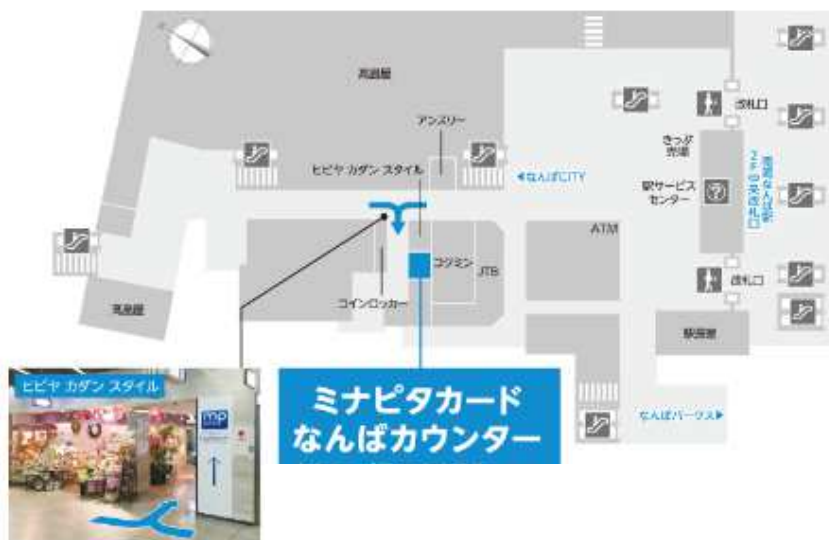 高島屋
アンスリー
ヒビヤ カダン スタイル
◀なんばCITY
改札口
きっぷ
売場
駅サービス
センター
?
南海なんば駅
2F中央改札口
ATM
コクミン
JTB
コインロッカー
高島屋
改札口
駅長室
なんばパークス▶
ミナピタカード
なんばカウンター
ヒビヤ カダン スタイル
mp